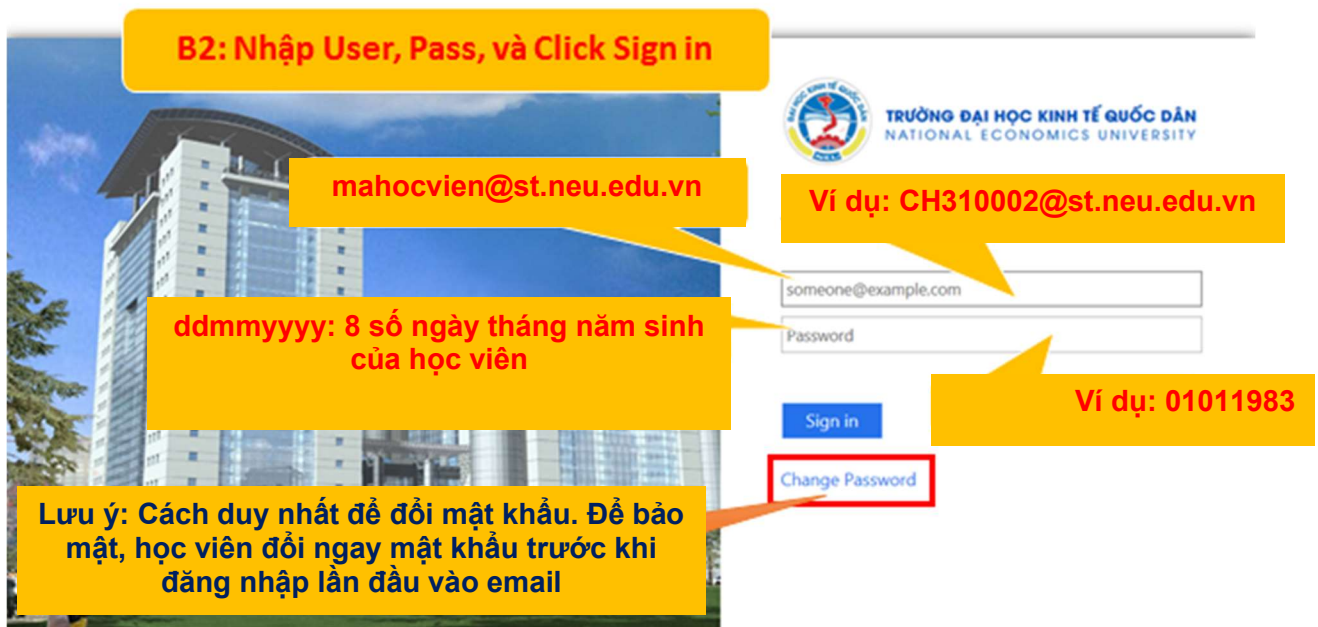 B2: Nhập User, Pass, và Click Sign in
TRƯỜNG ĐẠI HỌC KINH TẾ QUỐC DÂN
NATIONAL ECONOMICS UNIVERSITY
mahocvien@st.neu.edu.vn
Ví dụ: CH310002@st.neu.edu.vn
someone@example.com
ddmmyyyy: 8 số ngày tháng năm sinh
của học viên
Password
Ví dụ: 01011983
Sign in
Change Password
Lưu ý: Cách duy nhất để đổi mật khẩu. Để bảo
mật, học viên đổi ngay mật khẩu trước khi
đăng nhập lần đầu vào email